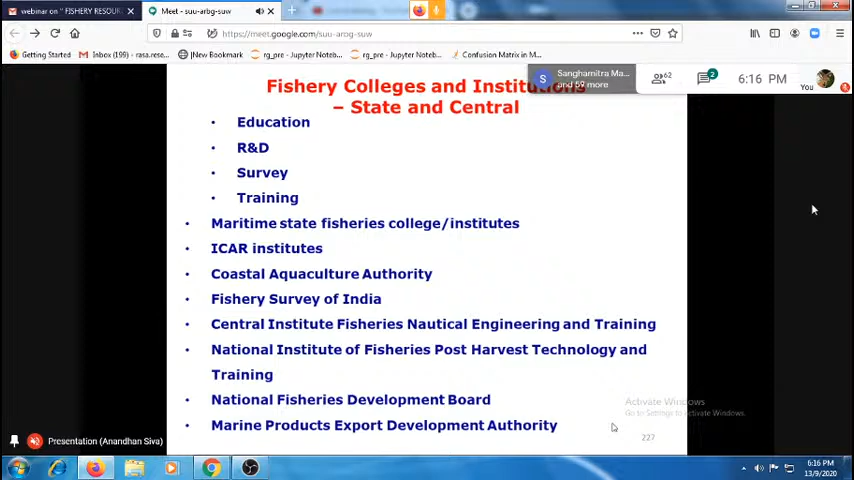 webinar on " FISHERY RESOUR
Meet - suu-arbg-suw
https://meet.google.com/suu-arog-suw
Getting Started
Inbox (199) - rasa.rese...
|New Bookmark
rg_pre - Jupyter Noteb...
rg_pre - Jupyter Noteb...
Confusion Matrix in M...
Fishery Colleges and Institutions
– State and Central
S
Sanghamitra Ma...
and 59 more
62
2
6:16 PM
You
• Education
• R&D
• Survey
• Training
• Maritime state fisheries college/institutes
• ICAR institutes
• Coastal Aquaculture Authority
• Fishery Survey of India
• Central Institute Fisheries Nautical Engineering and Training
• National Institute of Fisheries Post Harvest Technology and
Training
• National Fisheries Development Board
• Marine Products Export Development Authority
Activate Windows
Go to Settings to activate Windows.
227
Presentation (Anandhan Siva)
6:16 PM
13/9/2020